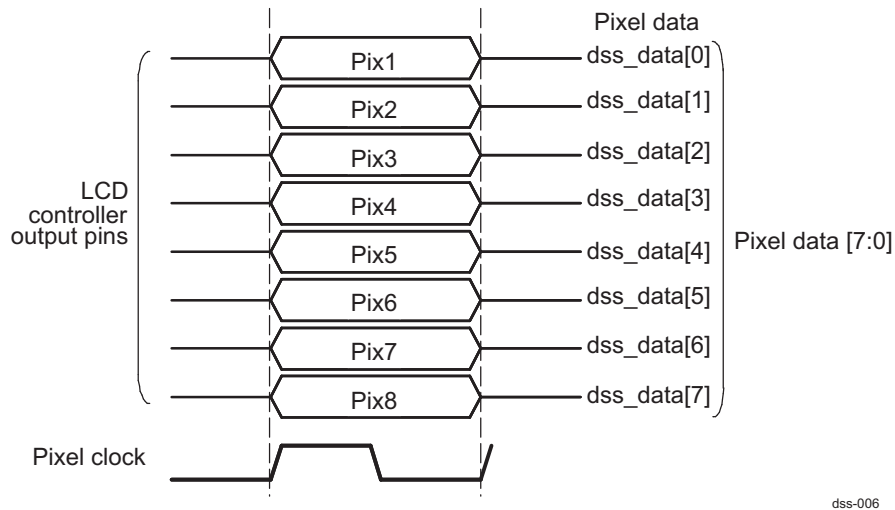 Pixel data
Pix1 dss_data[0]
Pix2 dss_data[1]
Pix3 dss_data[2]
Pix4 dss_data[3]
Pix5 dss_data[4]
Pix6 dss_data[5]
Pix7 dss_data[6]
Pix8 dss_data[7]
LCD
controller
output pins
Pixel data [7:0]
Pixel clock
dss-006